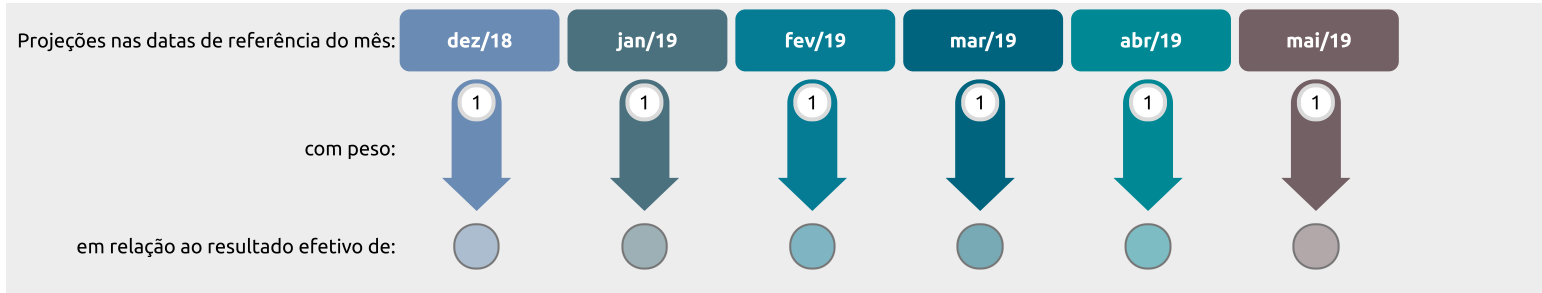 Projeções nas datas de referência do mês: dez/18 jan/19 fev/19 mar/19 abr/19 mai/19
1 1 1 1 1 1
com peso:
em relação ao resultado efetivo de: